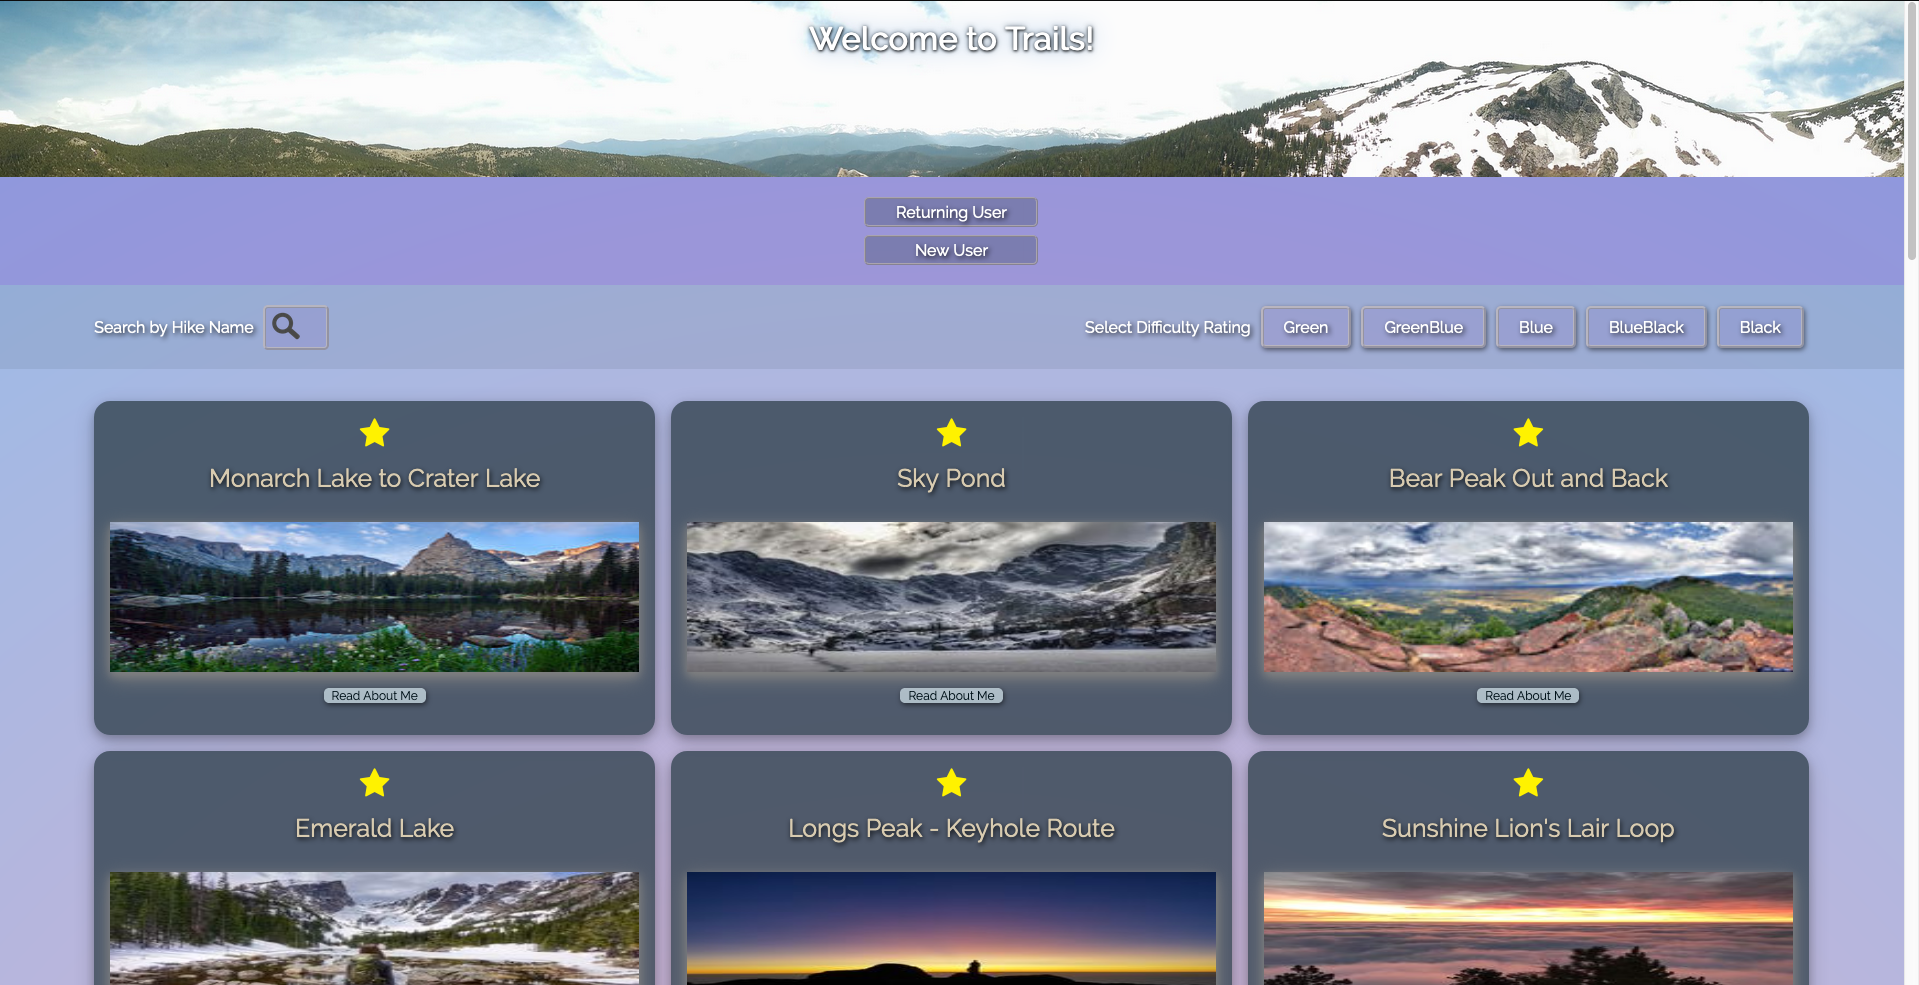 Welcome to Trails!
Returning User
New User
Search by Hike Name
Select Difficulty Rating Green GreenBlue Blue BlueBlack Black
Monarch Lake to Crater Lake
Read About Me
Sky Pond
Read About Me
Bear Peak Out and Back
Read About Me
Emerald Lake
Longs Peak - Keyhole Route
Sunshine Lion's Lair Loop